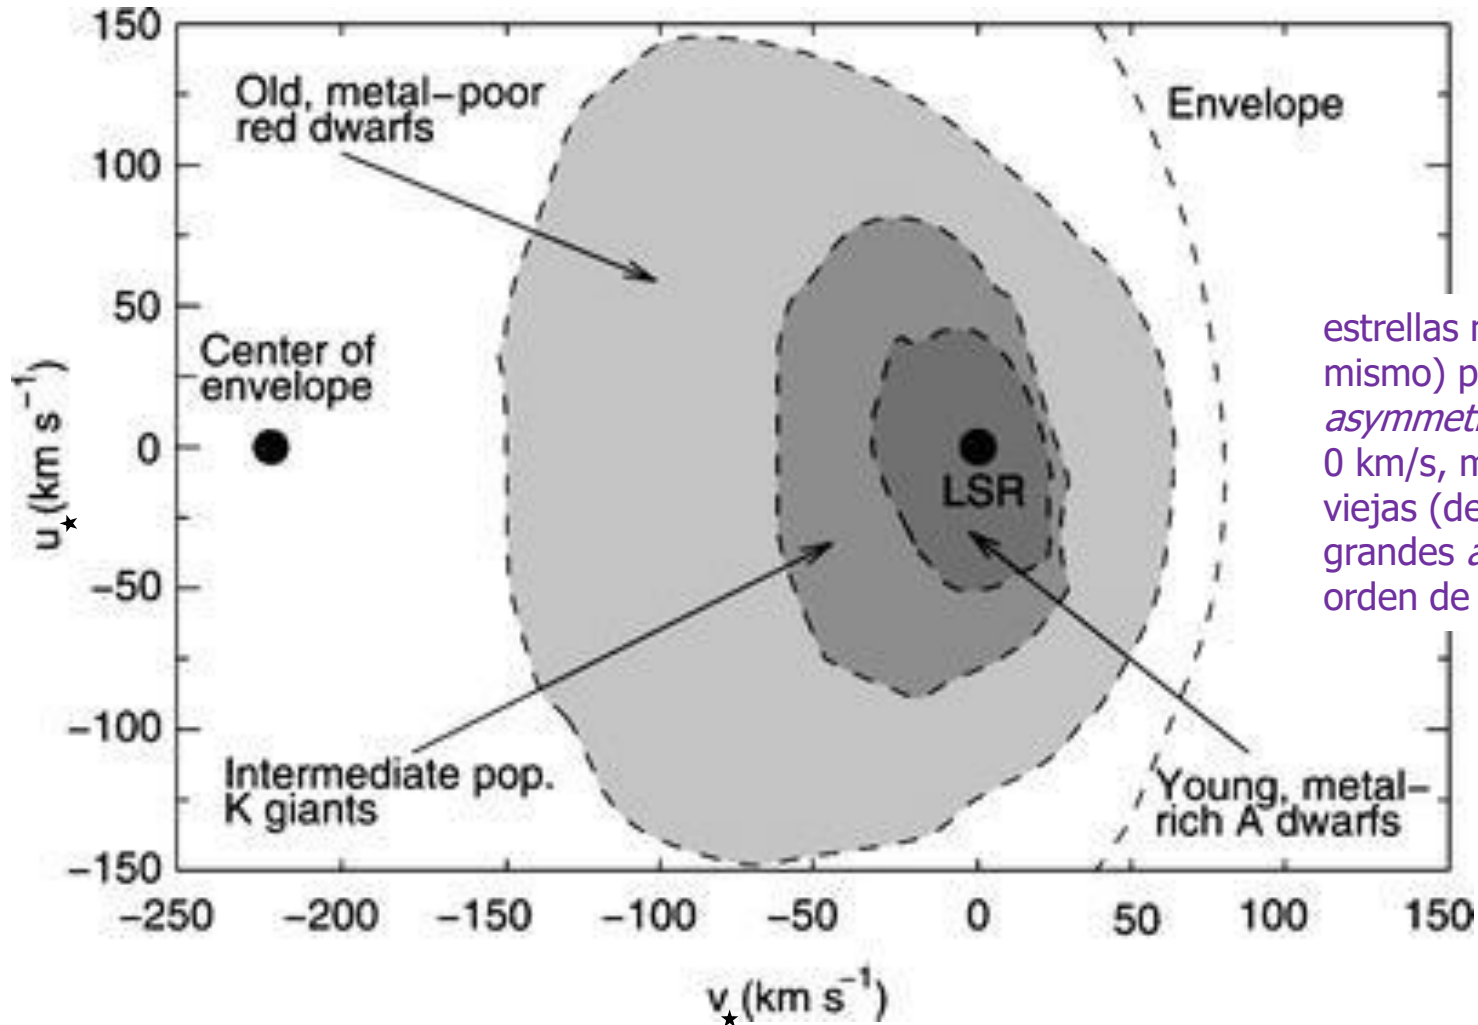 150
100
50
0
−50
−100
−150
u★ (km s⁻¹)
Old, metal−poor
red dwarfs
Envelope
Center of
envelope
LSR
Intermediate pop.
K giants
Young, metal−
rich A dwarfs
−250
−200
−150
−100
−50
0
50
100
150
v★ (km s⁻¹)
estrellas
mismo)
0 km/s,
viejas
grandes
orden de